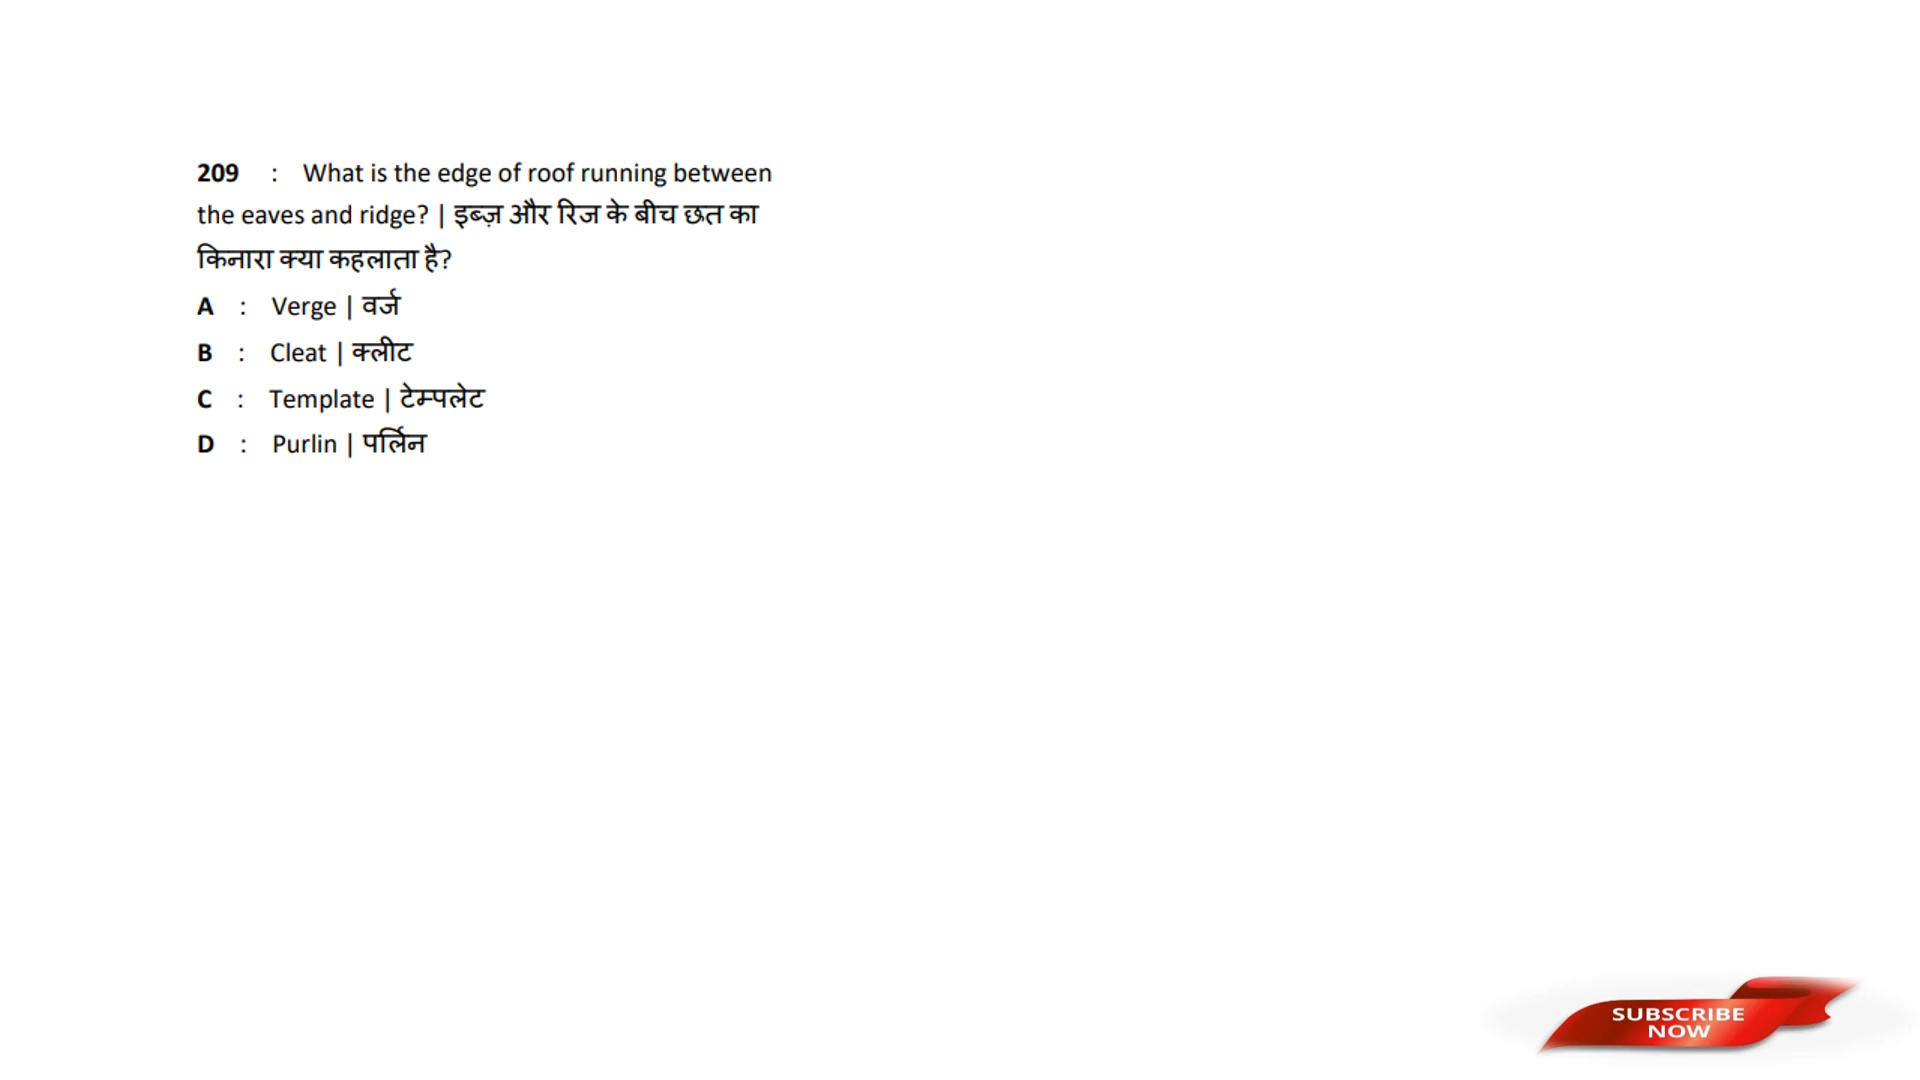 209 : What is the edge of roof running between
the eaves and ridge? | इब्ज़ और रिज के बीच छत का
किनारा क्या कहलाता है?
A : Verge | वर्ज
B : Cleat | क्लीट
C : Template | टेम्पलेट
D : Purlin | पर्लिन
SUBSCRIBE
NOW